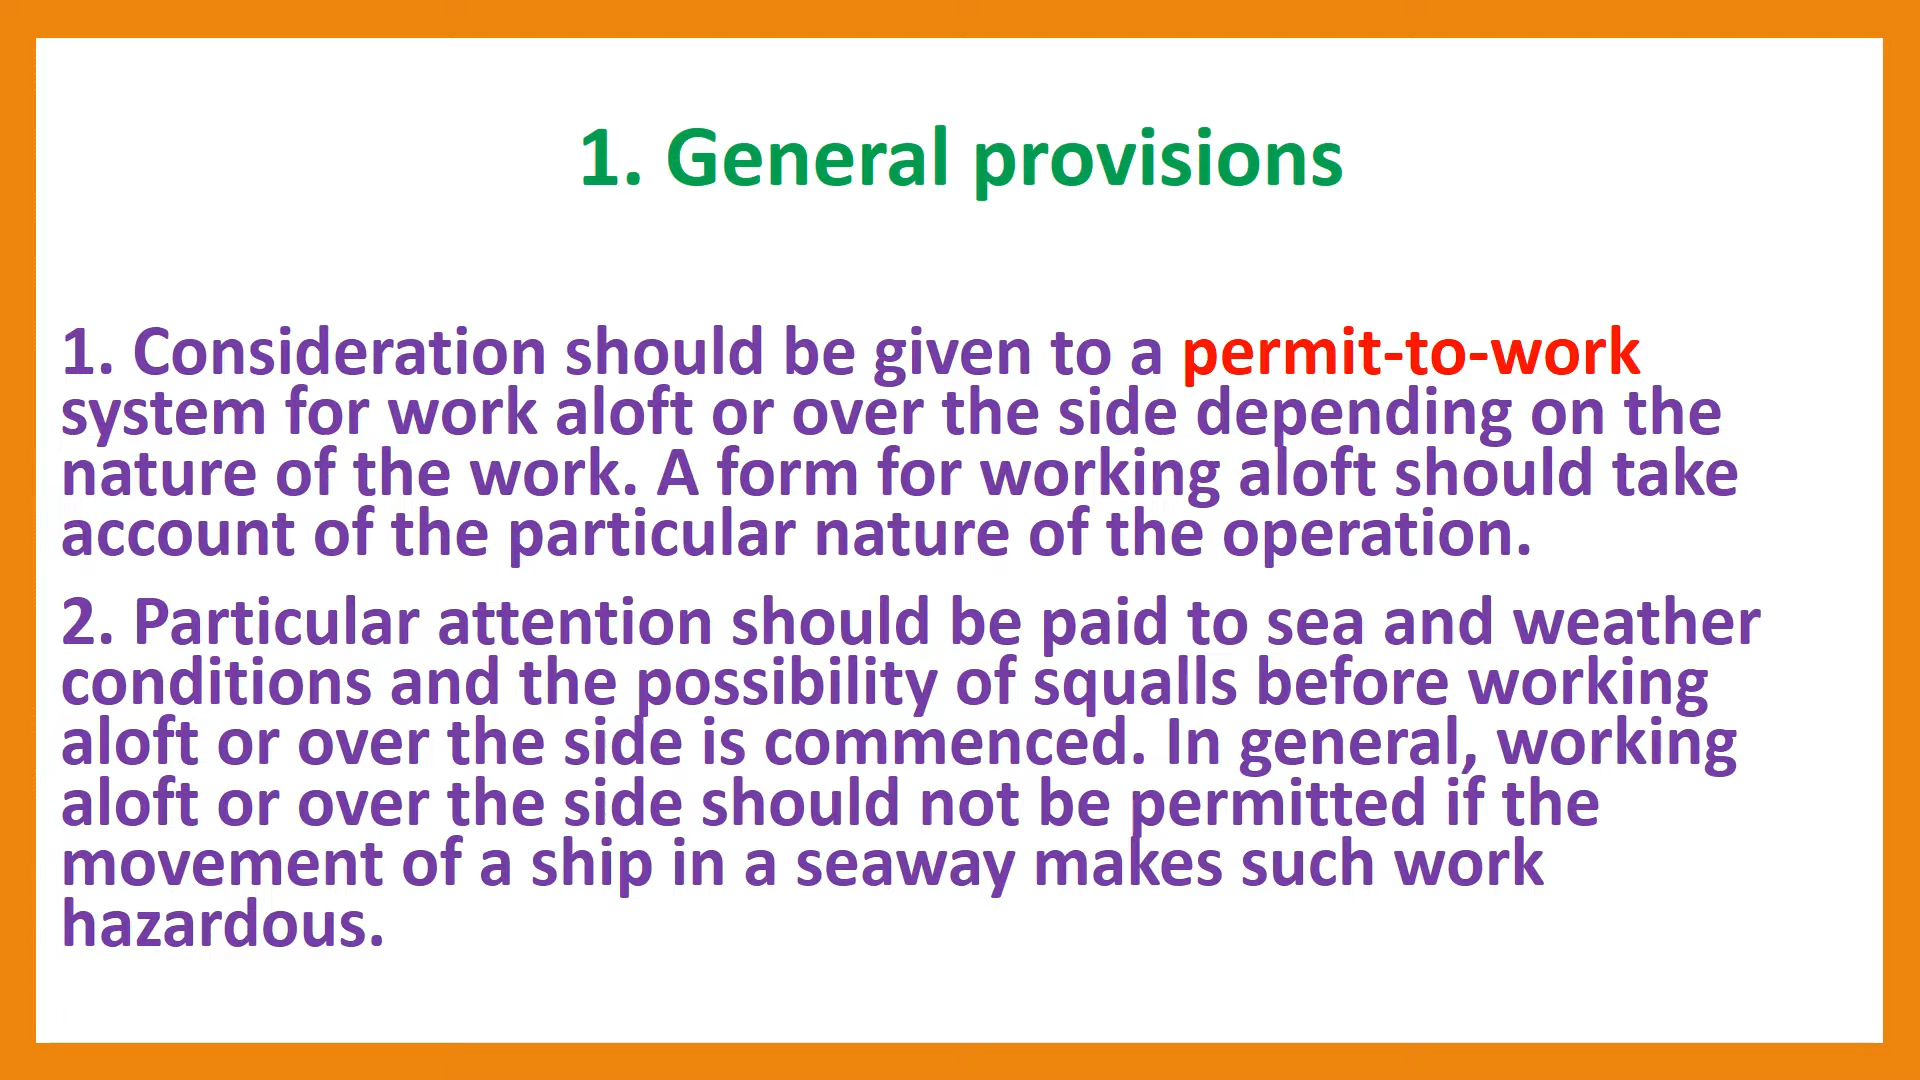 1. General provisions
1. Consideration should be given to a permit-to-work
system for work aloft or over the side depending on the
nature of the work. A form for working aloft should take
account of the particular nature of the operation.
2. Particular attention should be paid to sea and weather
conditions and the possibility of squalls before working
aloft or over the side is commenced. In general, working
aloft or over the side should not be permitted if the
movement of a ship in a seaway makes such work
hazardous.